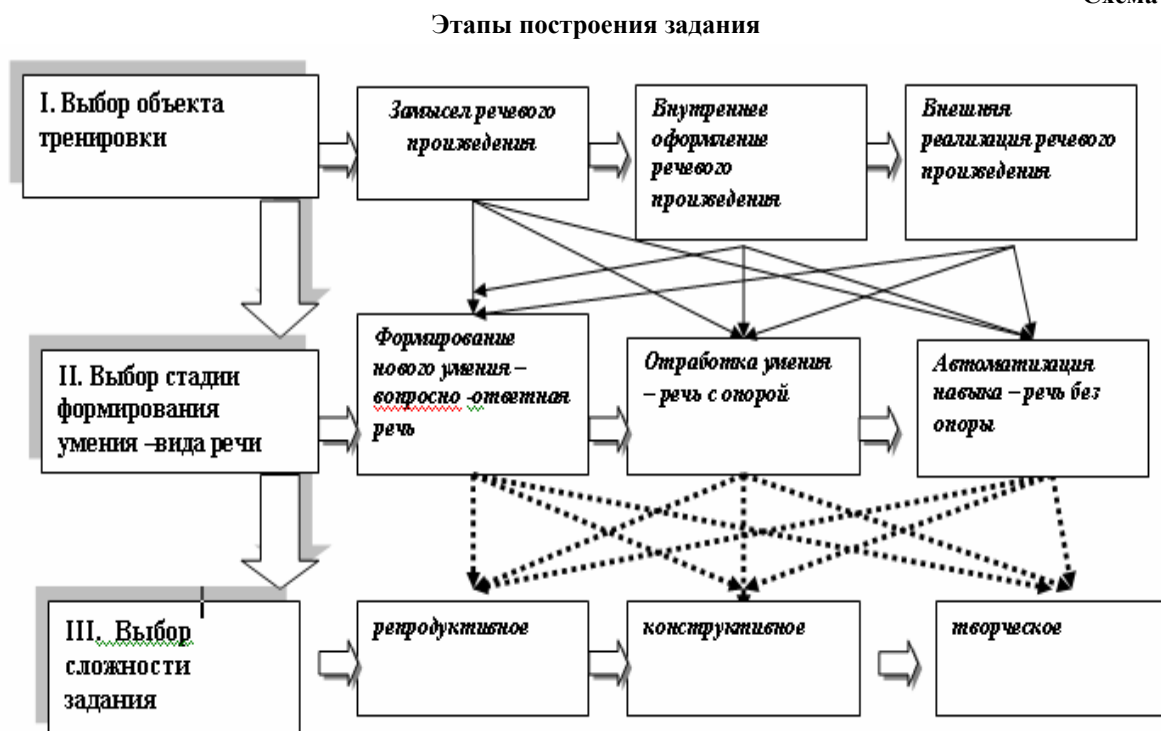 Схема
Этапы построения задания
I. Выбор объекта
тренировки
Замысел речевого
произведения
Внутреннее
оформление
речевого
произведения
Внешняя
реализация речевого
произведения
II. Выбор стадии
формирования
умения –вида речи
Формирование
нового умения –
вопросно -ответная
речь
Отработка умения
– речь с опорой
Автоматизация
навыка – речь без
опоры
III. Выбор
сложности
задания
репродуктивное
конструктивное
творческое